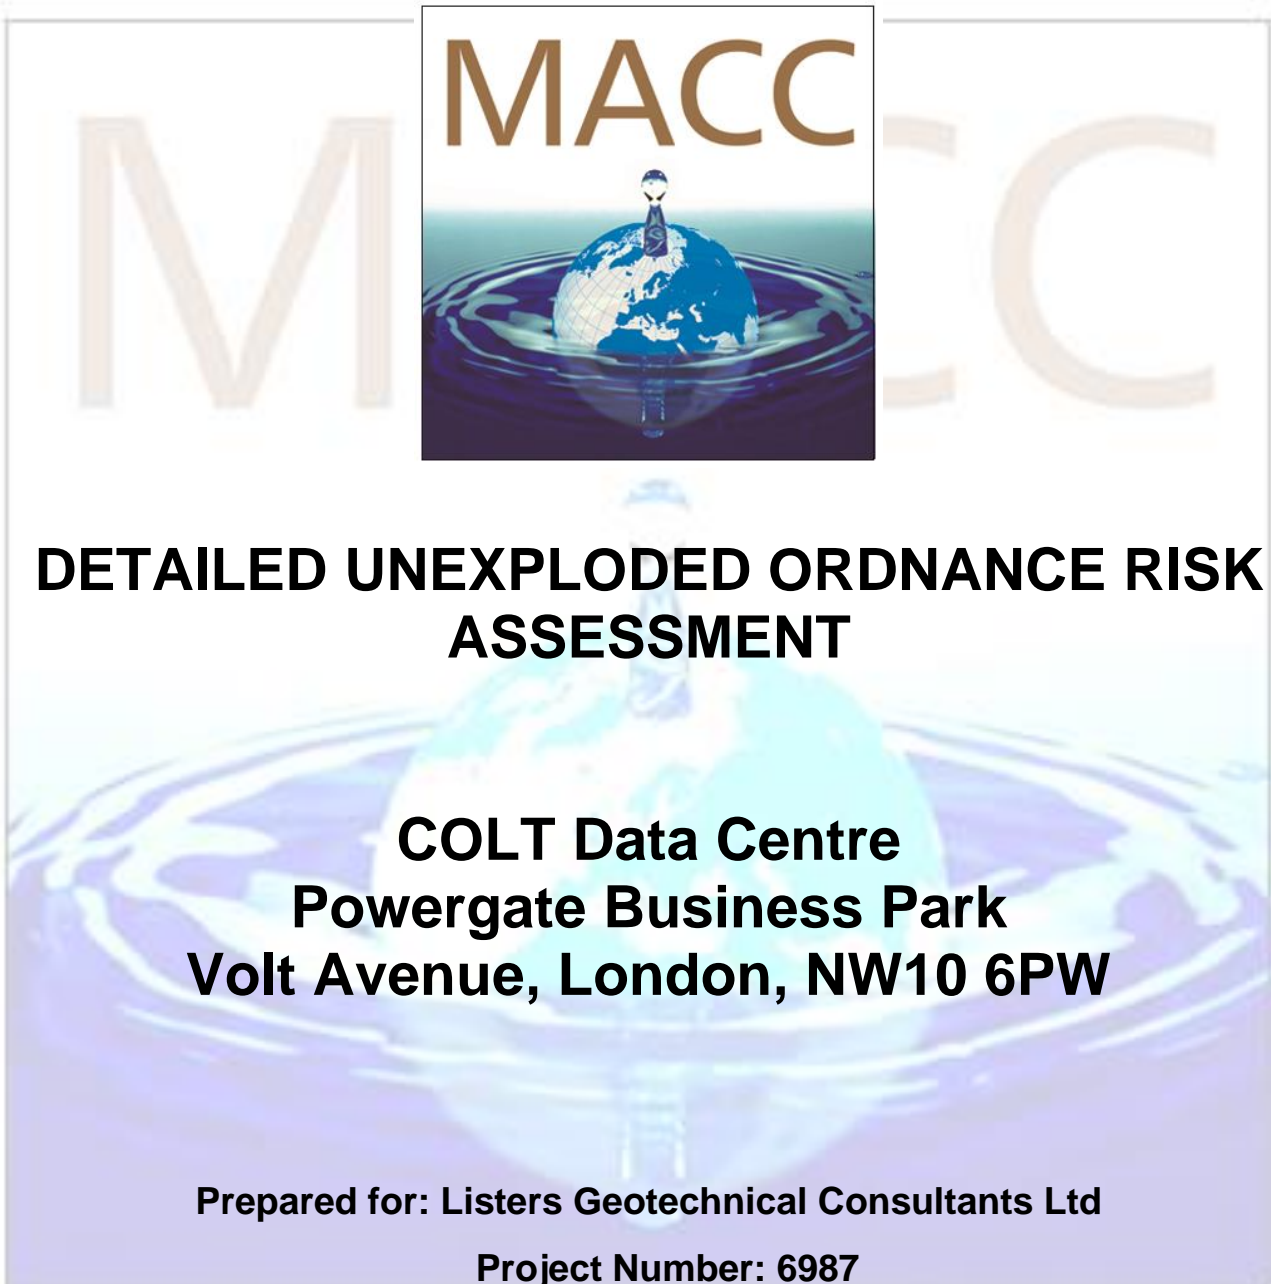 MACC
DETAILED UNEXPLODED ORDNANCE RISK
ASSESSMENT
COLT Data Centre
Powergate Business Park
Volt Avenue, London, NW10 6PW
Prepared for: Listers Geotechnical Consultants Ltd
Project Number: 6987